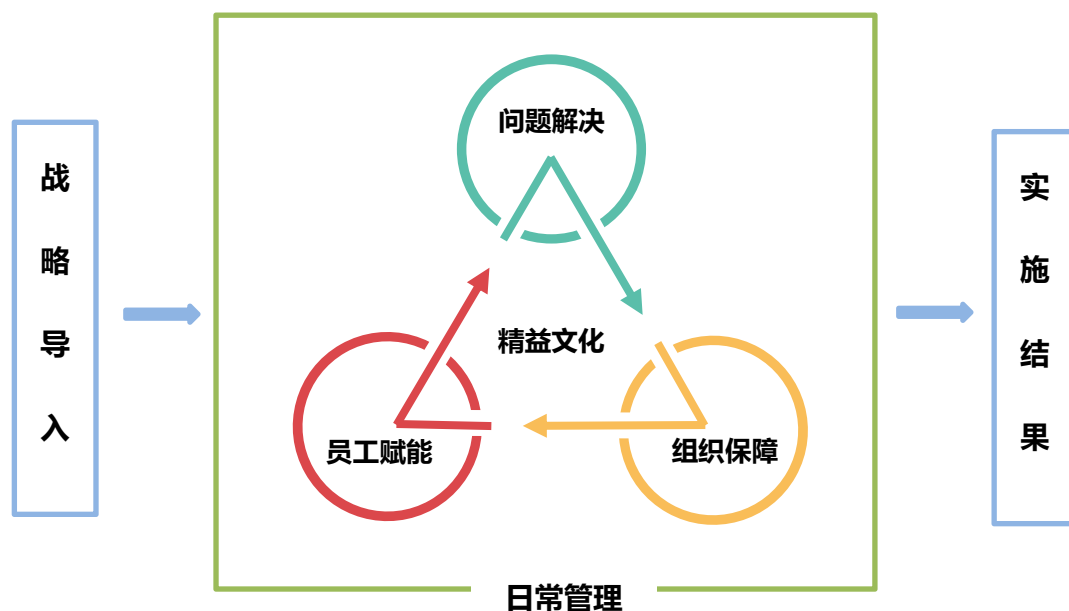 战略导入
问题解决
精益文化
员工赋能
组织保障
日常管理
实施结果